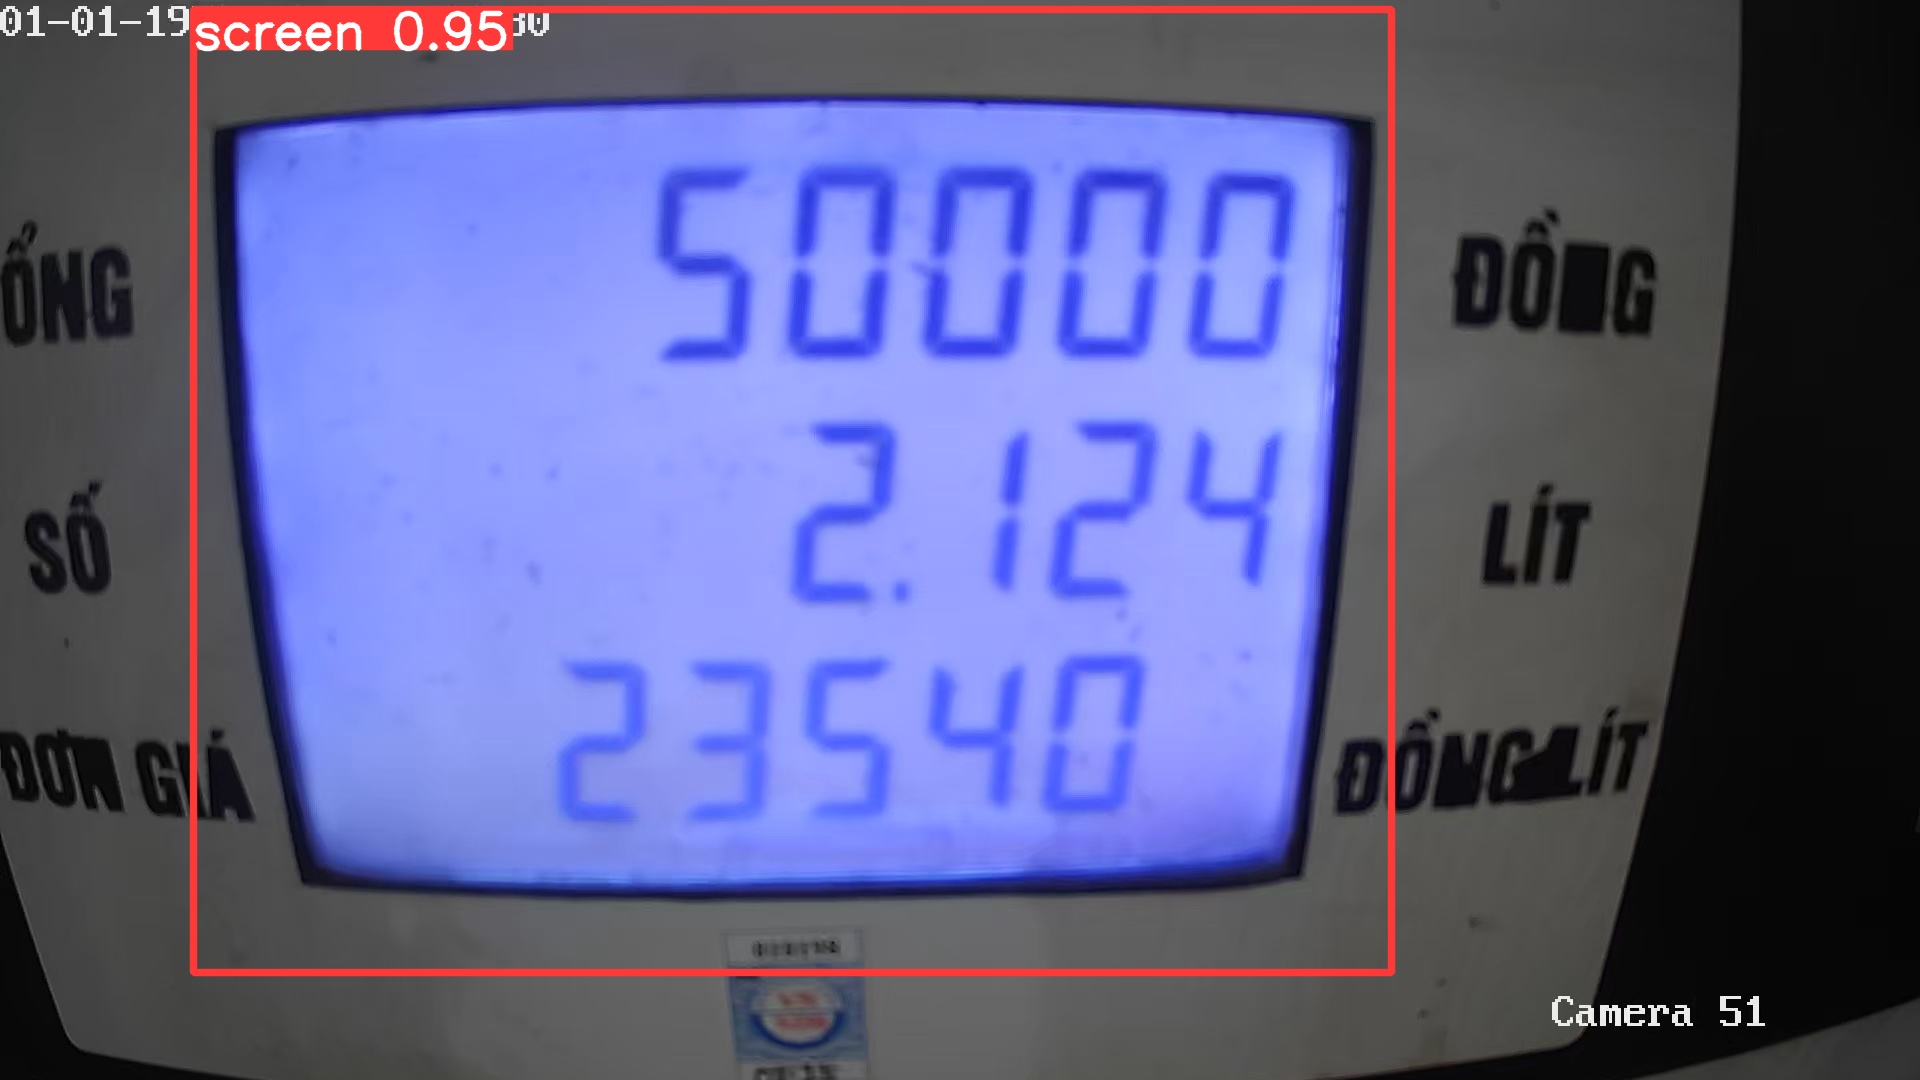 01-01-19
30
screen 0.95
50000
ỔNG
ĐỒNG
2.124
SỐ
LÍT
23540
ĐƠN GIÁ
ĐỒNG/LÍT
Camera 51